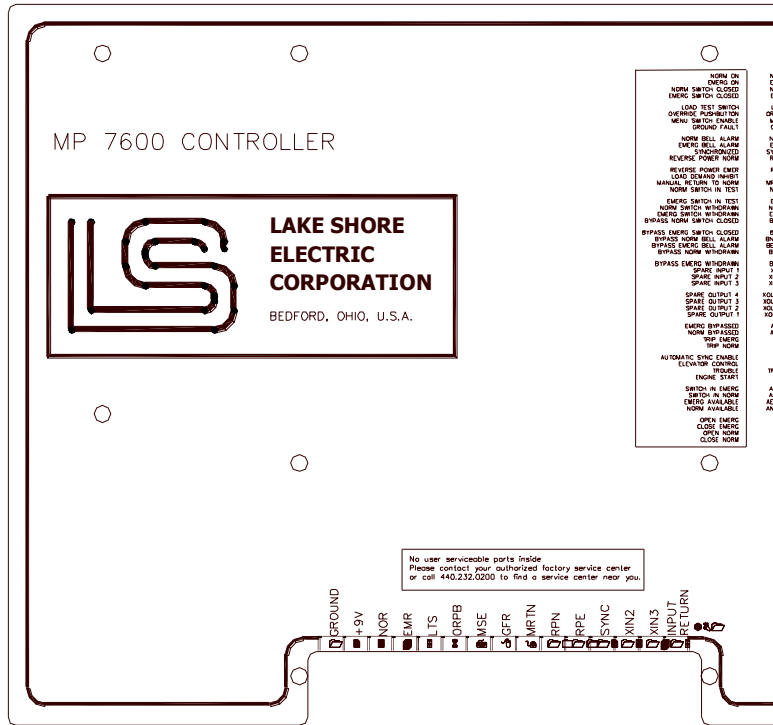 MP 7600 CONTROLLER
LAKE SHORE
ELECTRIC
CORPORATION
BEDFORD, OHIO, U.S.A.
NORM ON
EMERG ON
NORM SWITCH CLOSED
EMERG SWITCH CLOSED
LOAD TEST SWITCH
OVERRIDE PUSHBUTTON
MENU SWITCH ENABLE
GROUND FAULT
NORM BELL ALARM
EMERG BELL ALARM
SYNCHRONIZED
REVERSE POWER NORM
REVERSE POWER EMER
LOAD DEMAND INHIBIT
MANUAL RETURN TO NORM
NORM SWITCH IN TEST
EMERG SWITCH IN TEST
NORM SWITCH WITHDRAWN
EMERG SWITCH WITHDRAWN
BYPASS NORM SWITCH CLOSED
BYPASS EMERG SWITCH CLOSED
BYPASS NORM BELL ALARM
BYPASS EMERG BELL ALARM
BYPASS NORM WITHDRAWN
BYPASS EMERG WITHDRAWN
SPARE INPUT 1
SPARE INPUT 2
SPARE INPUT 3
SPARE OUTPUT 4
SPARE OUTPUT 3
SPARE OUTPUT 2
SPARE OUTPUT 1
EMERG BYPASSED
NORM BYPASSED
TRIP EMERG
TRIP NORM
AUTOMATIC SYNC ENABLE
ELEVATOR CONTROL
TROUBLE
ENGINE START
SWITCH IN EMERG
SWITCH IN NORM
EMERG AVAILABLE
NORM AVAILABLE
OPEN EMERG
CLOSE EMERG
OPEN NORM
CLOSE NORM
No user serviceable parts inside
Please contact your authorized factory service center
or call 440.232.0200 to find a service center near you.
GROUND
+9V
NOR
EMR
LTS
ORPB
MSE
GFR
MRTN
RPN
RPE
SYNC
XIN2
XIN3
INPUT
RETURN